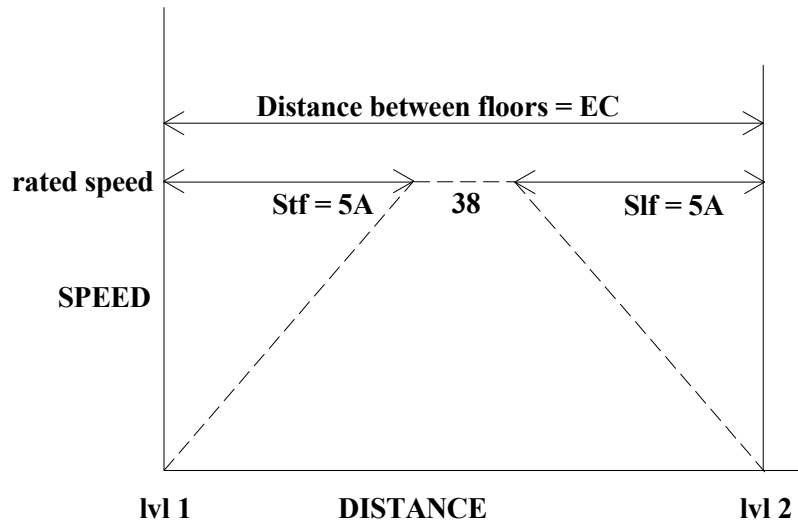 Distance between floors = EC
rated speed
Stf = 5A
38
Slf = 5A
SPEED
lvl 1
DISTANCE
lvl 2